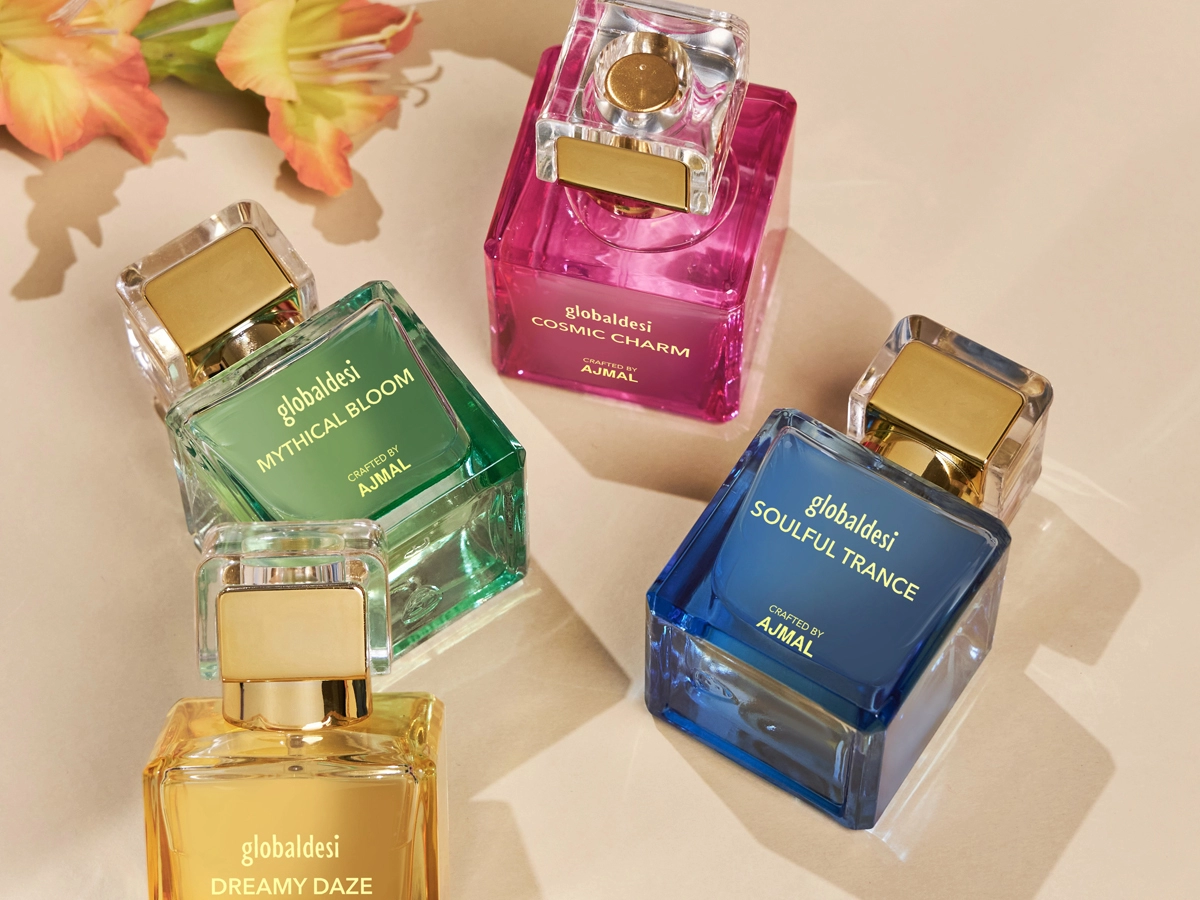 globaldesi
COSMIC CHARM
CRAFTED BY
AJMAL
globaldesi
MYTHICAL BLOOM
CRAFTED BY
AJMAL
globaldesi
SOULFUL TRANCE
CRAFTED BY
AJMAL
globaldesi
DREAMY DAZE